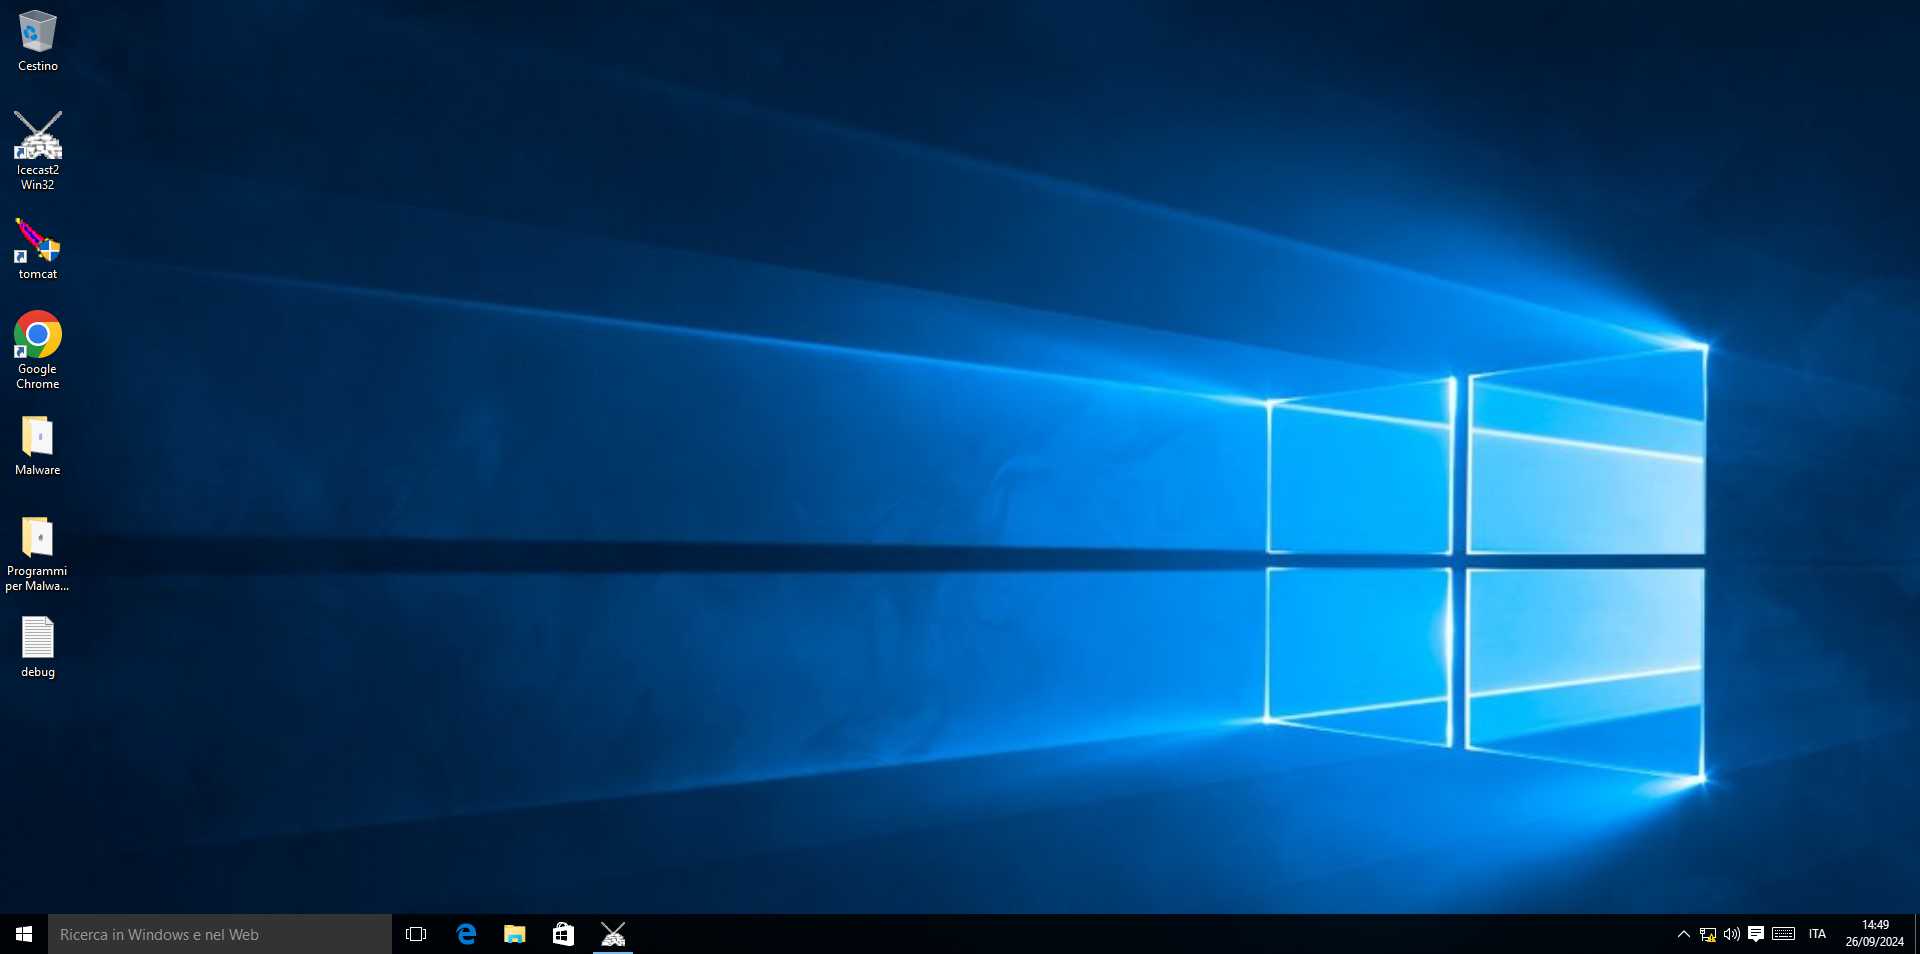 Cestino
Icecast2
Win32
tomcat
Google
Chrome
Malware
Programmi
per Malwa...
debug
Ricerca in Windows e nel Web
ITA
14:49
26/09/2024